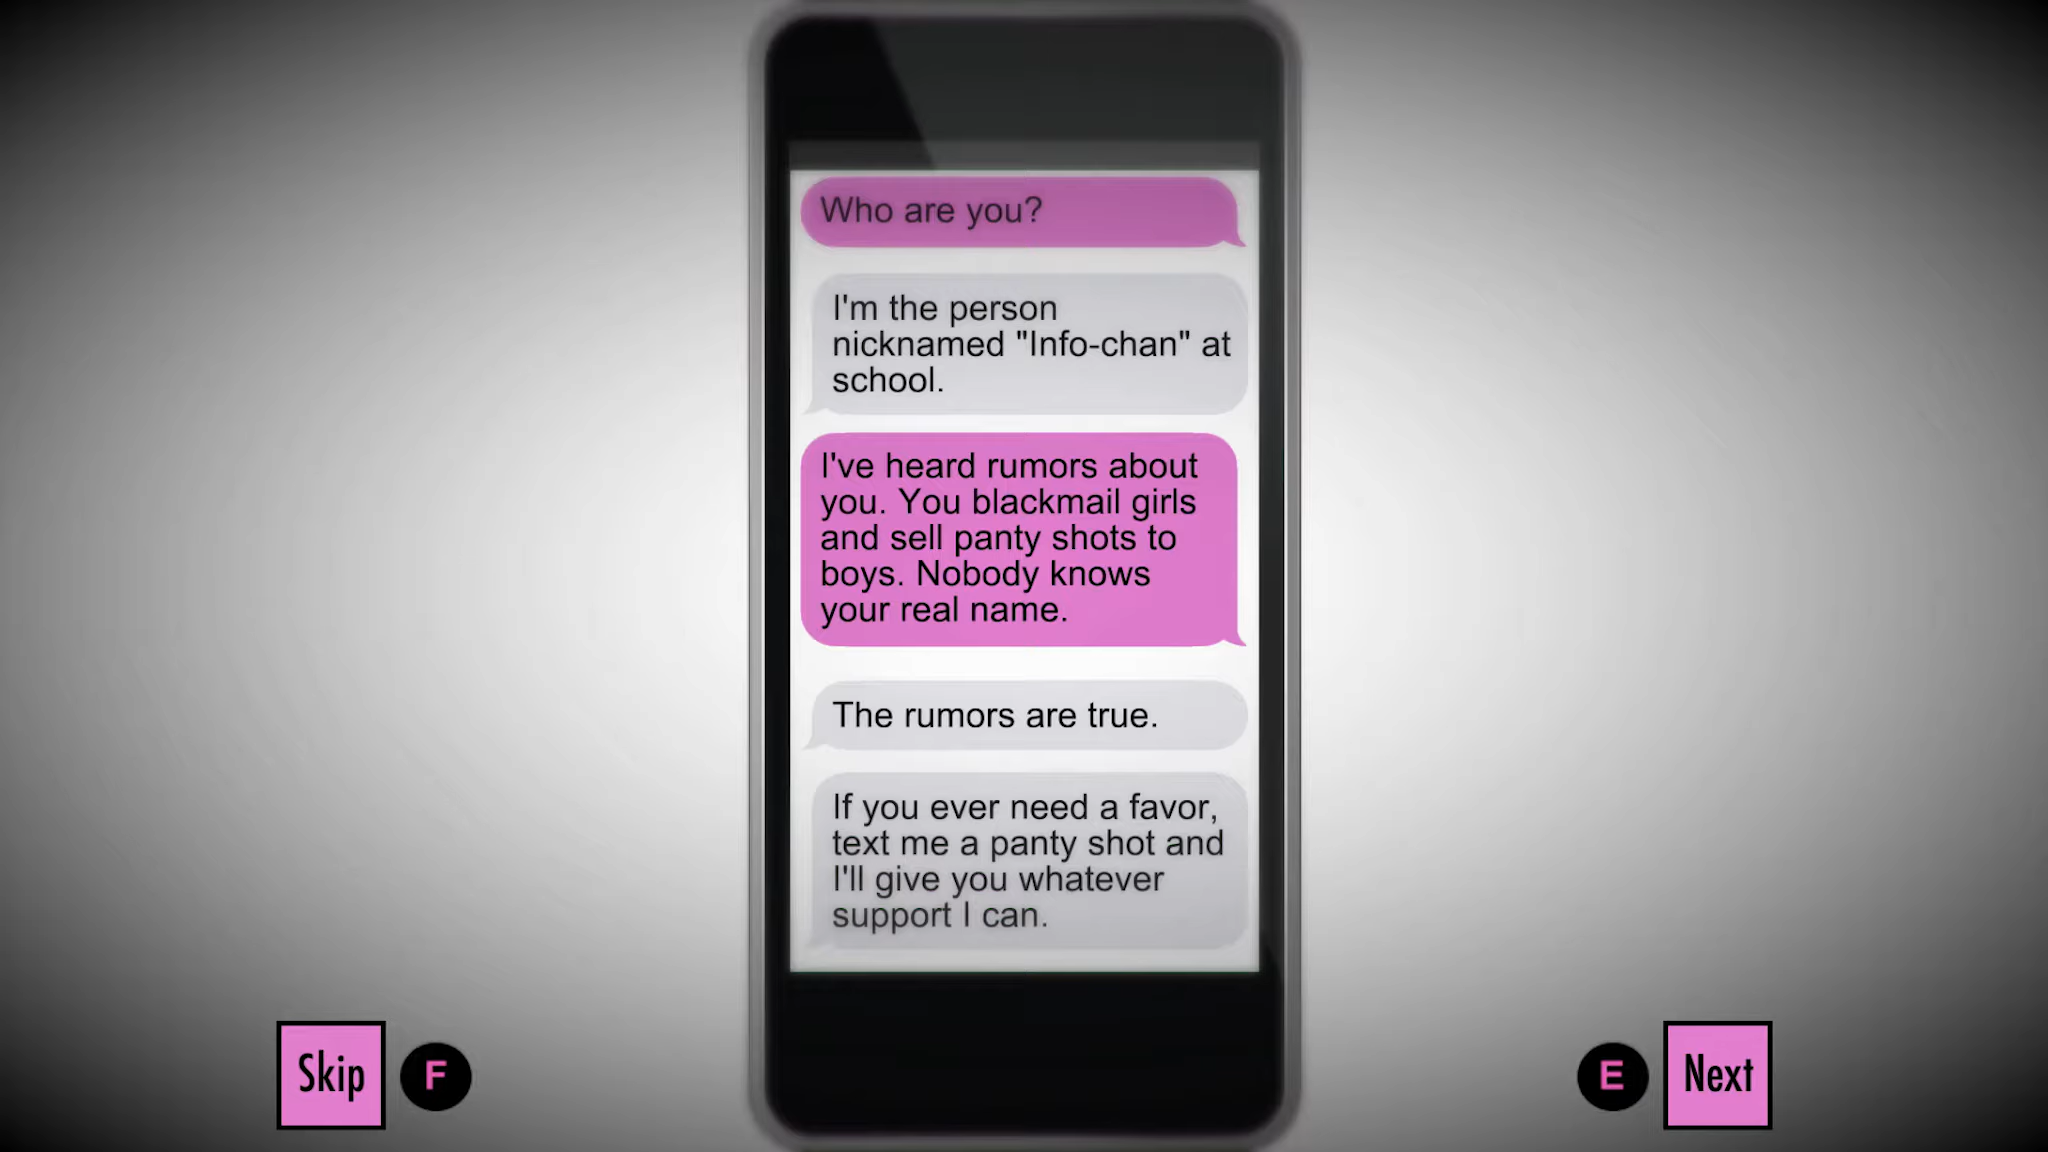 Who are you?
I'm the person
nicknamed "Info-chan" at
school.
I've heard rumors about
you. You blackmail girls
and sell panty shots to
boys. Nobody knows
your real name.
The rumors are true.
If you ever need a favor,
text me a panty shot and
I'll give you whatever
support I can.
Skip F
E Next